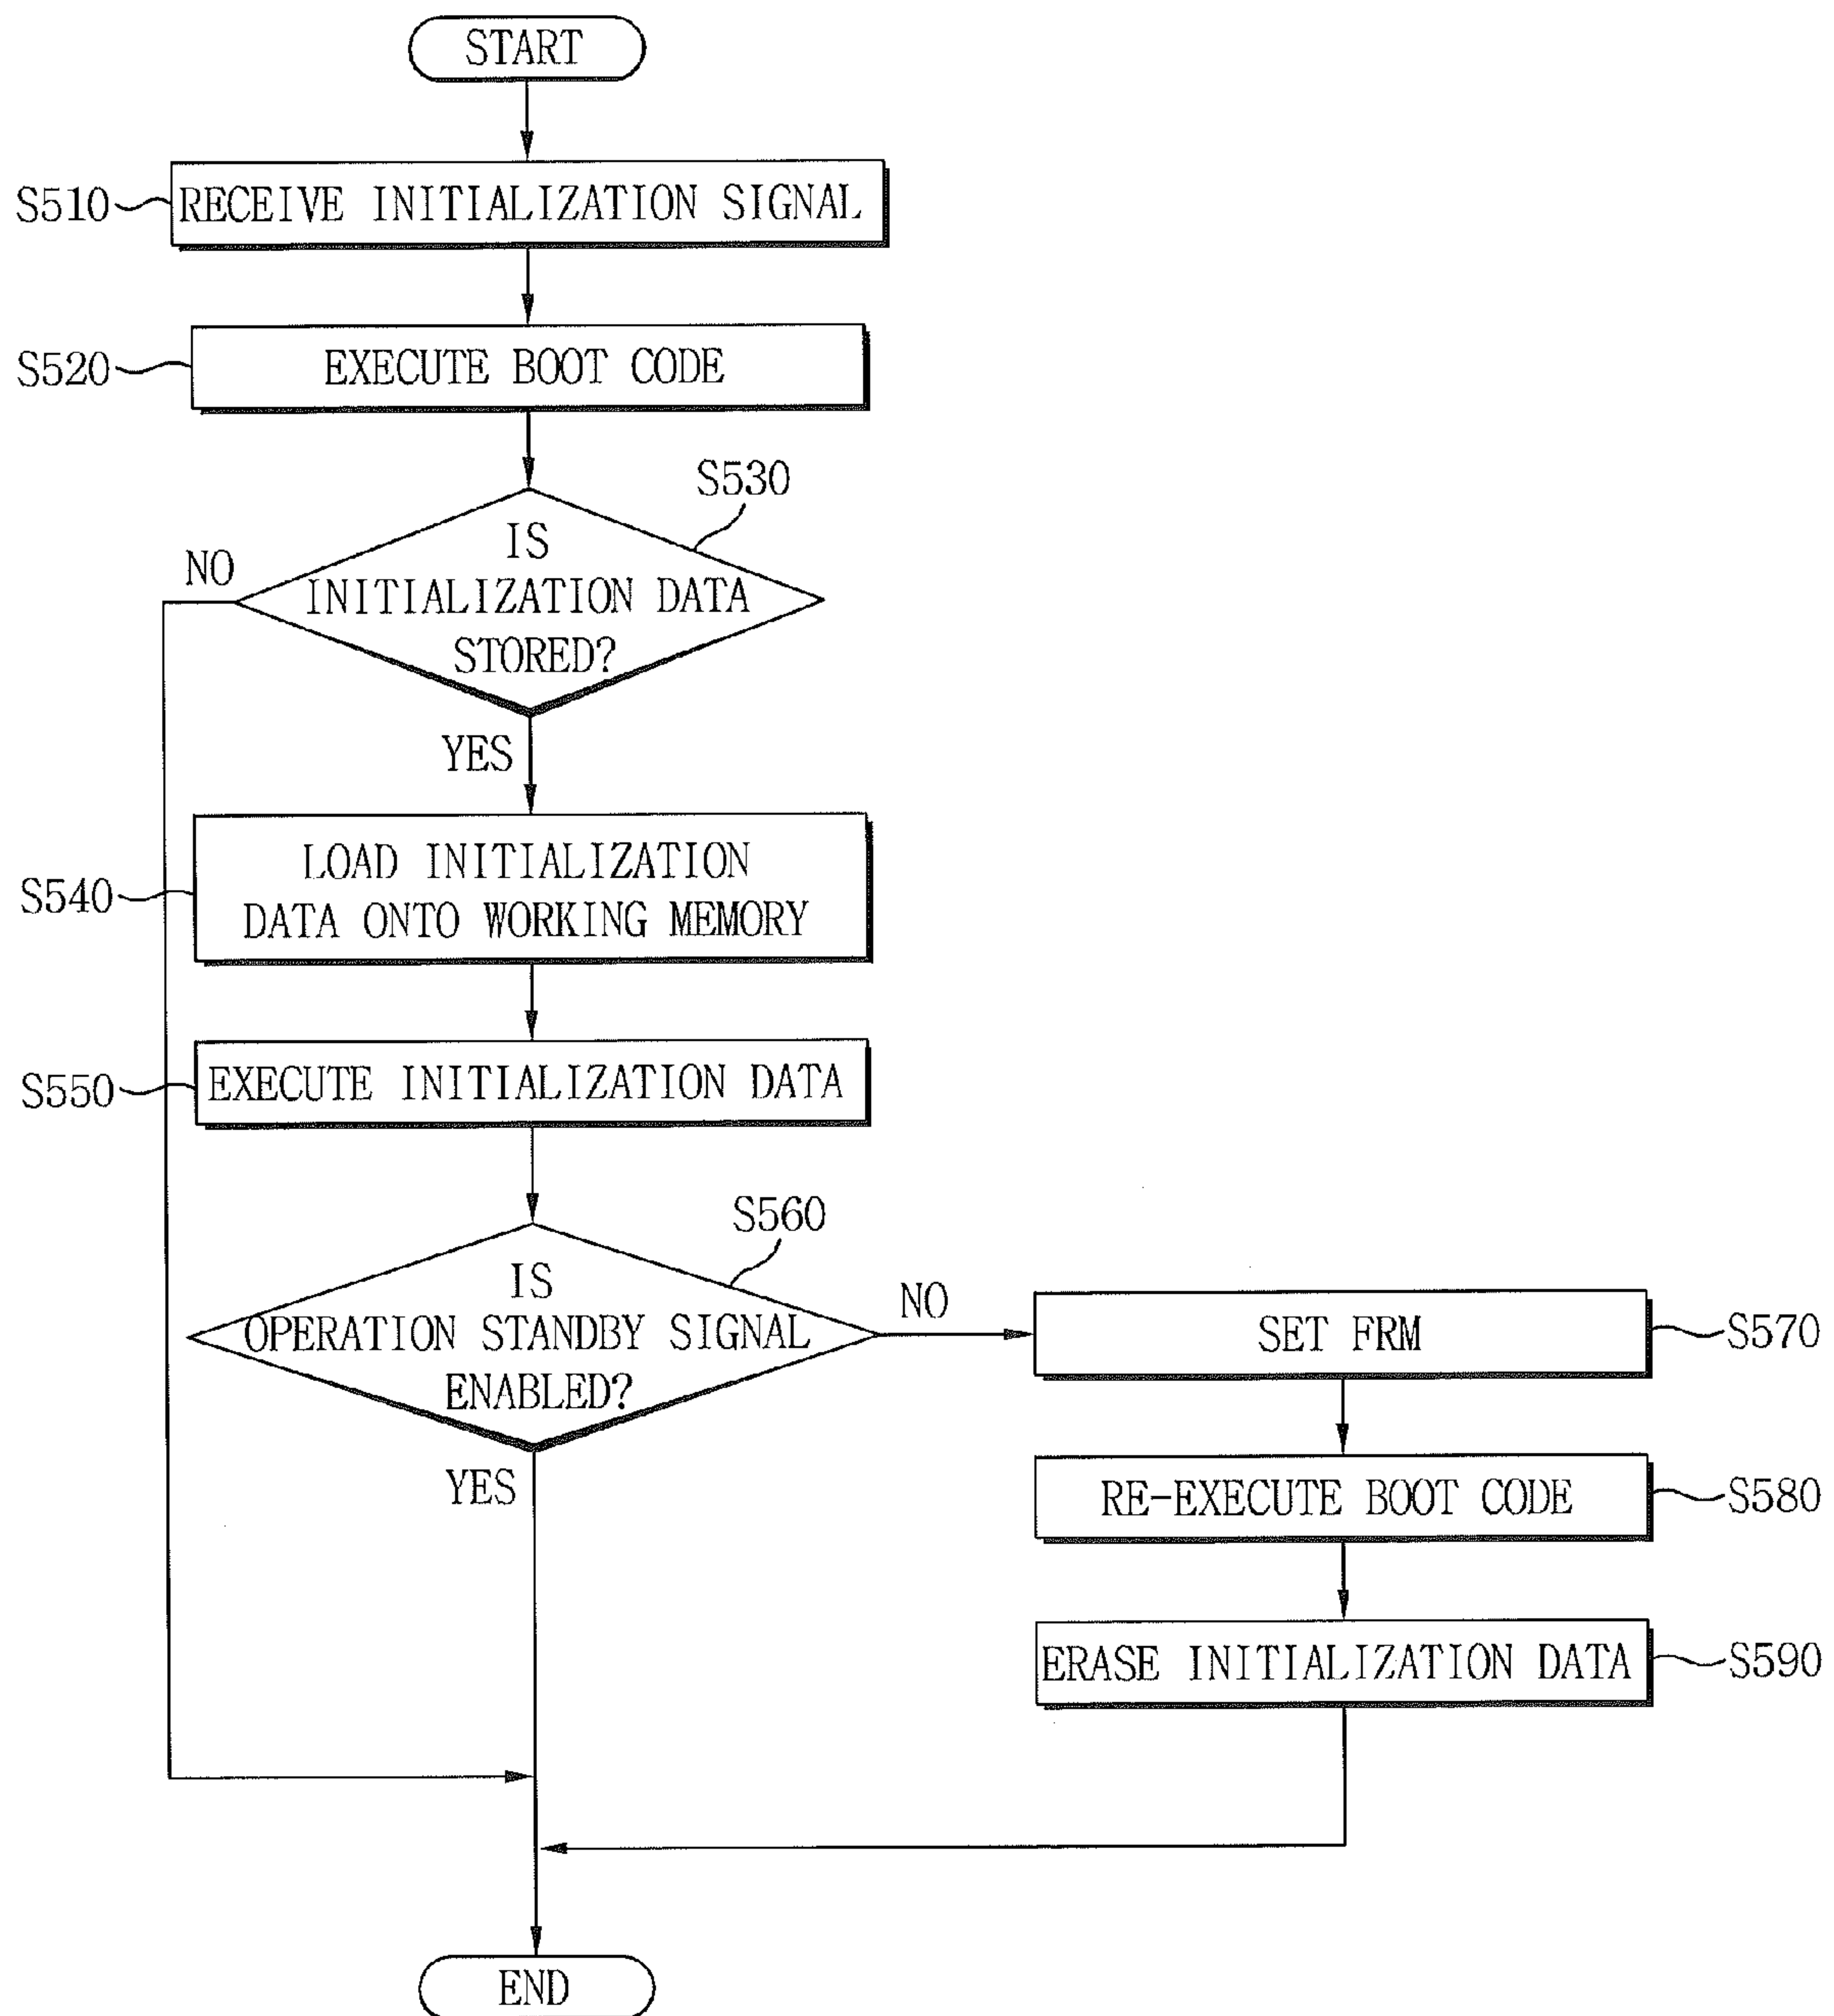 START
S510
RECEIVE INITIALIZATION SIGNAL
S520
EXECUTE BOOT CODE
S530
IS
INITIALIZATION DATA
STORED?
NO
YES
S540
LOAD INITIALIZATION
DATA ONTO WORKING MEMORY
S550
EXECUTE INITIALIZATION DATA
S560
IS
OPERATION STANDBY SIGNAL
ENABLED?
NO
SET FRM
S570
YES
RE-EXECUTE BOOT CODE
S580
ERASE INITIALIZATION DATA
S590
END